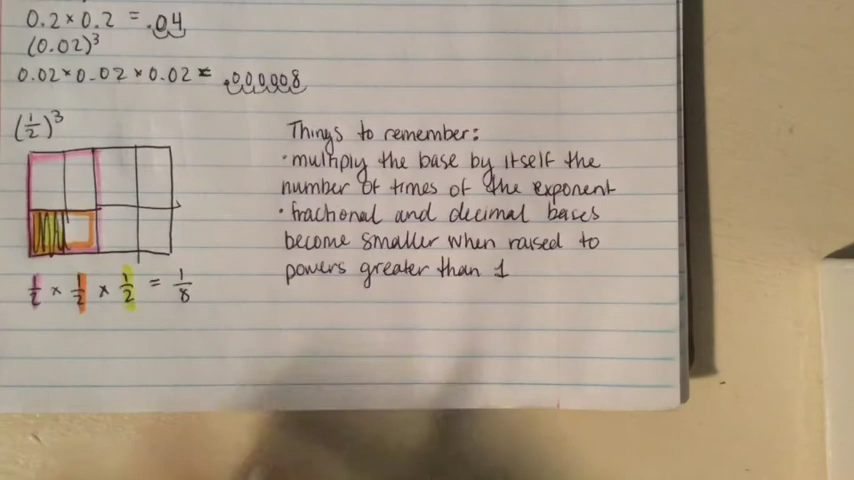 0.2 × 0.2 = .04
(0.02)³
0.02 × 0.02 × 0.02 = .000008
(1/2)³
1/2 × 1/2 × 1/2 = 1/8
Things to remember:
• multiply the base by itself the
number of times of the exponent
• fractional and decimal bases
become smaller when raised to
powers greater than 1